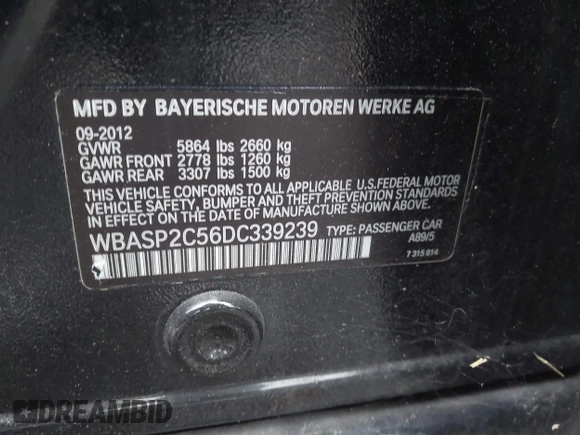 MFD BY BAYERISCHE MOTOREN WERKE AG
09-2012
GVWR 5864 lbs 2660 kg
GAWR FRONT 2778 lbs 1260 kg
GAWR REAR 3307 lbs 1500 kg
THIS VEHICLE CONFORMS TO ALL APPLICABLE U.S.FEDERAL MOTOR
VEHICLE SAFETY, BUMPER AND THEFT PREVENTION STANDARDS
IN EFFECT ON THE DATE OF MANUFACTURE SHOWN ABOVE.
WBASP2C56DC339239 TYPE: PASSENGER CAR
A89/5
7 315 814
DREAMBID